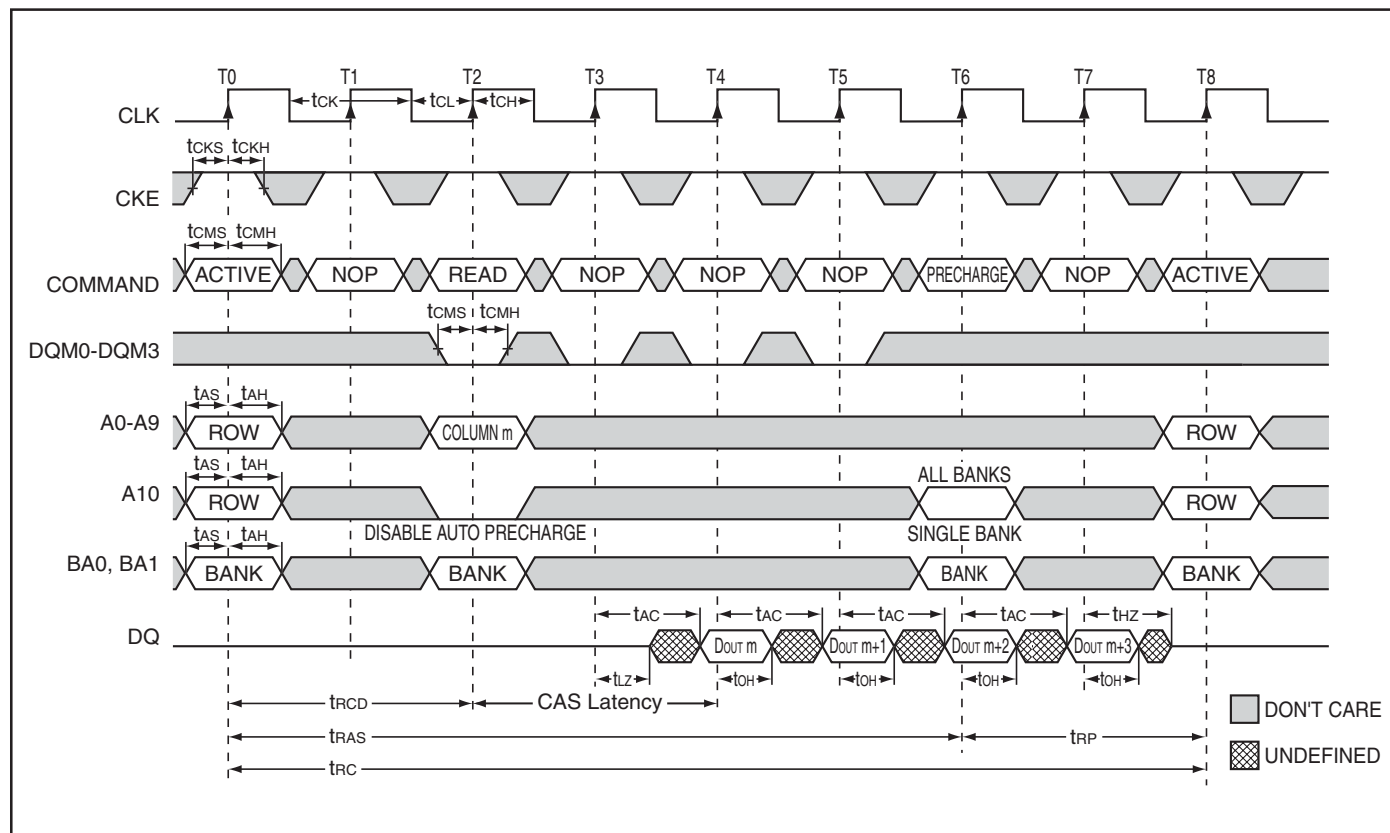 T0 T1 T2 T3 T4 T5 T6 T7 T8
tCK tCL tCH
CLK
tCKS tCKH
CKE
tCMS tCMH
COMMAND ACTIVE NOP READ NOP NOP NOP PRECHARGE NOP ACTIVE
tCMS tCMH
DQM0-DQM3
tAS tAH
A0-A9 ROW COLUMN m ROW
tAS tAH ALL BANKS
A10 ROW ROW
DISABLE AUTO PRECHARGE SINGLE BANK
tAS tAH
BA0, BA1 BANK BANK BANK BANK
tAC tAC tAC tAC tHZ
DQ DOUT m DOUT m+1 DOUT m+2 DOUT m+3
tLZ tOH tOH tOH tOH
tRCD CAS Latency
DON'T CARE
tRAS tRP
UNDEFINED
tRC